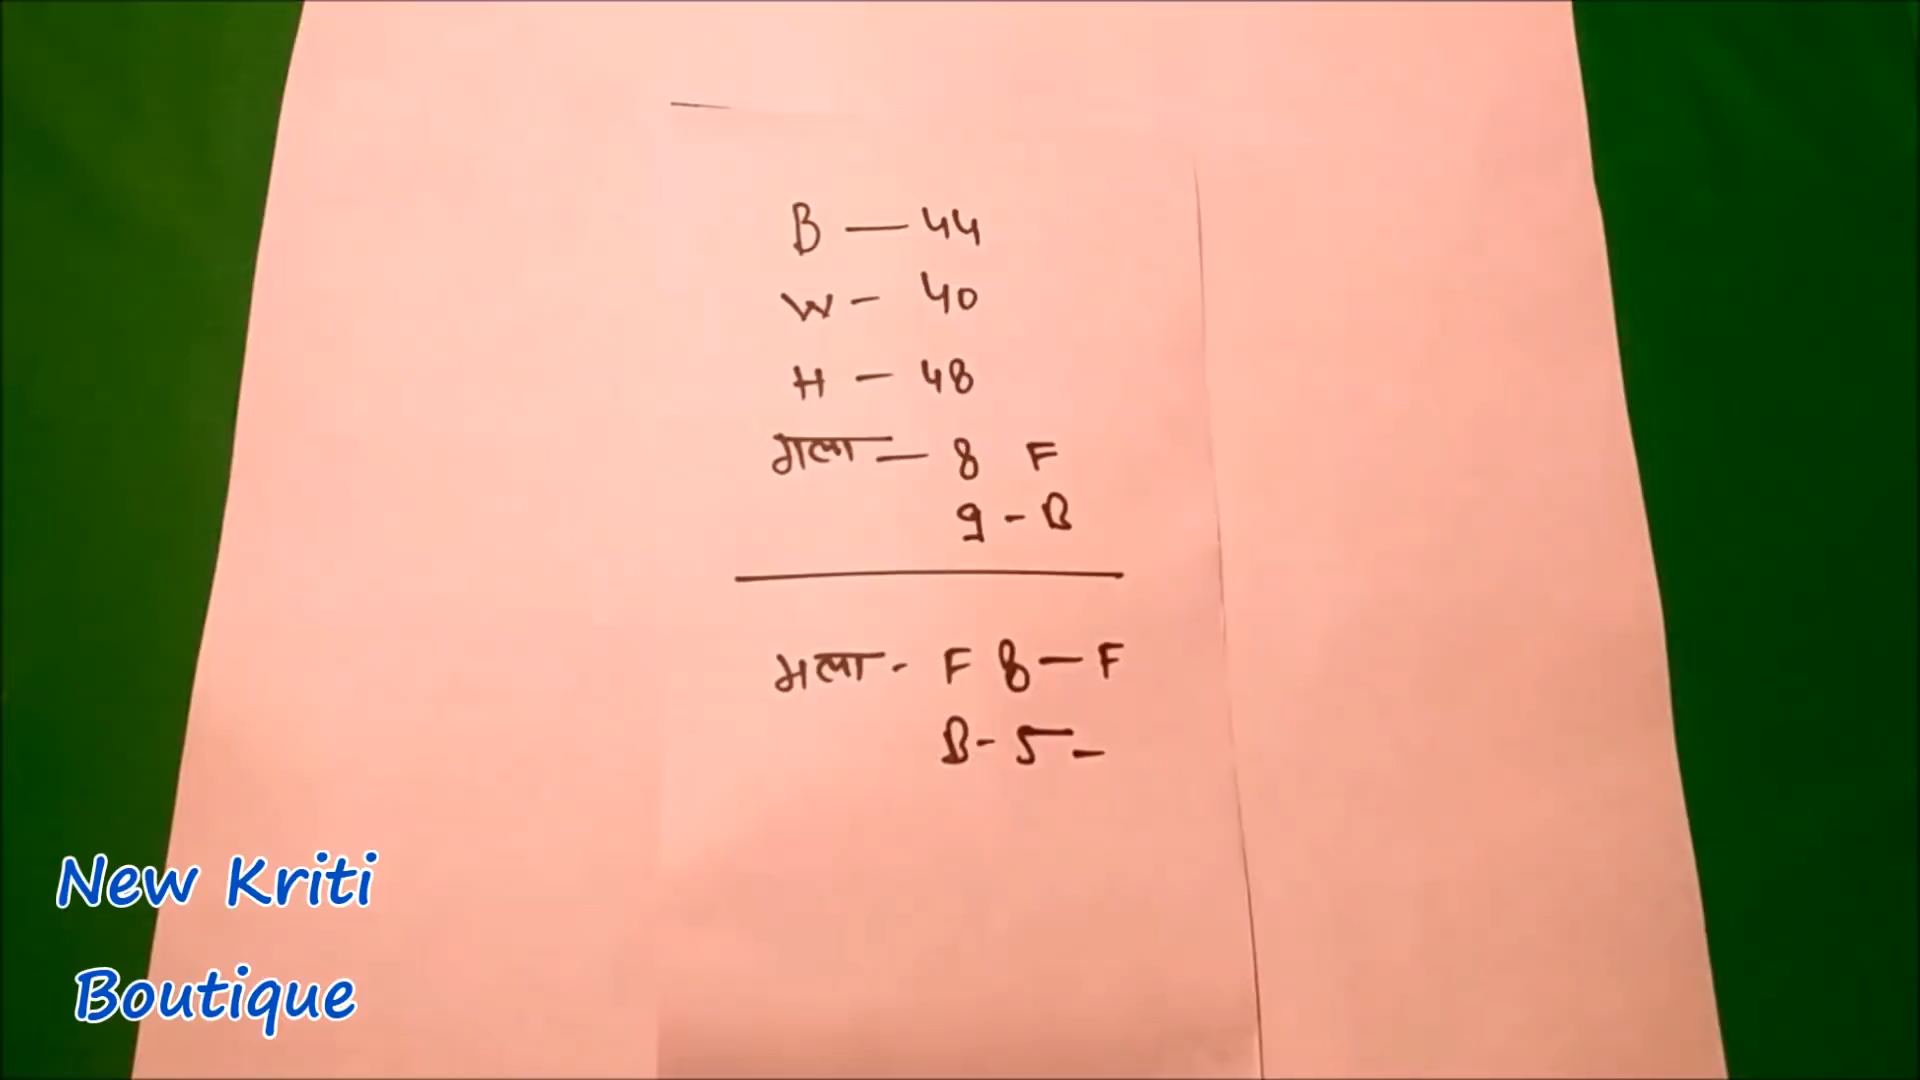 B — 44
W - 40
H - 48
गला - 8 F
9 - B
गला - F 8 - F
B - 5 -
New Kriti
Boutique